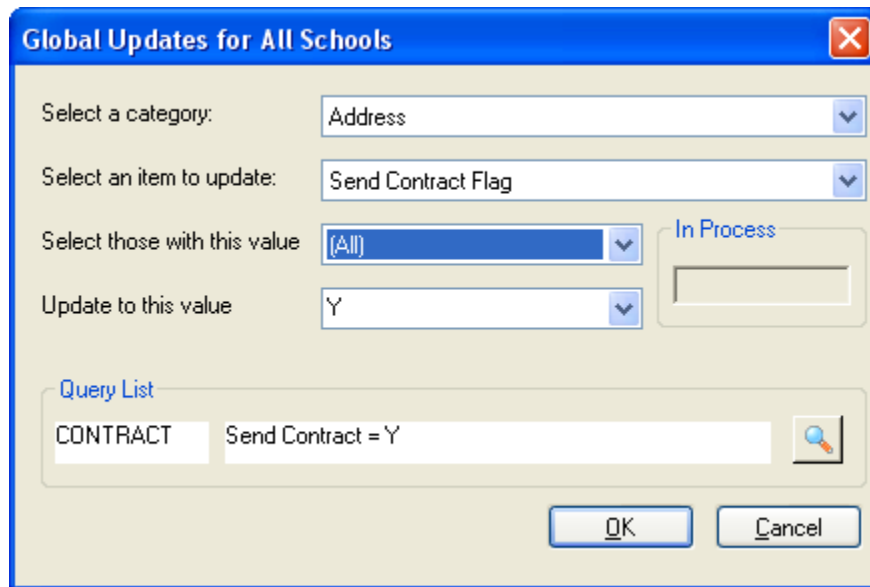 Global Updates for All Schools
Select a category: Address
Select an item to update: Send Contract Flag
Select those with this value (All)
In Process
Update to this value Y
Query List
CONTRACT Send Contract = Y
OK Cancel